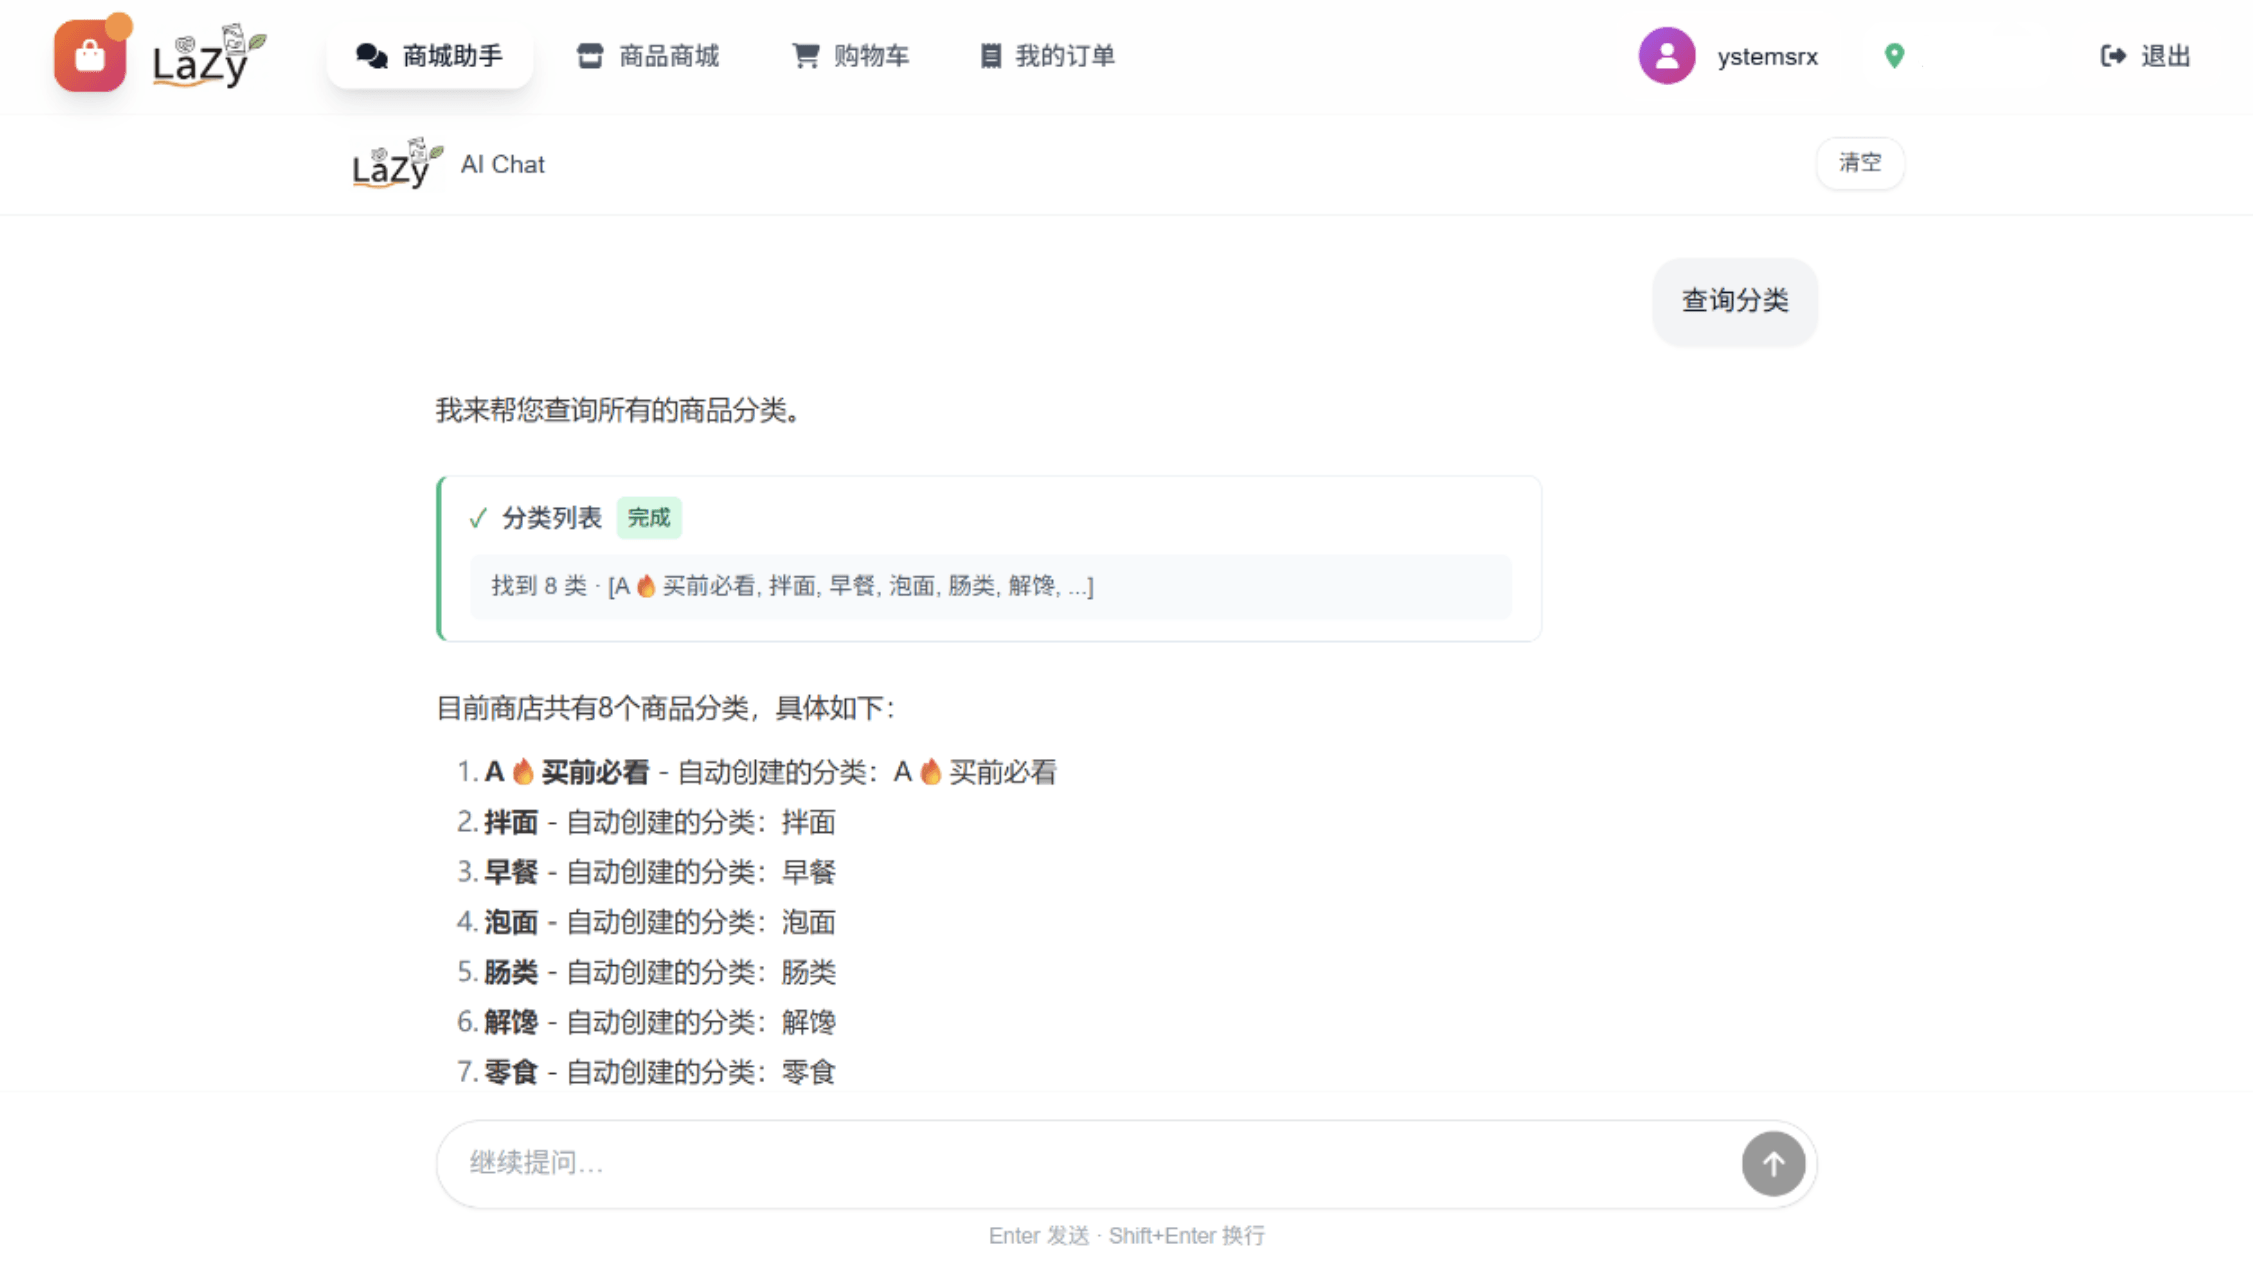 LaZy 商城助手 商品商城 购物车 我的订单 ystemsrx 退出
LaZy AI Chat 清空
查询分类
我来帮您查询所有的商品分类。
✓ 分类列表 完成
找到 8 类 · [A🔥买前必看, 拌面, 早餐, 泡面, 肠类, 解馋, ...]
目前商店共有8个商品分类，具体如下：
1. A🔥买前必看 - 自动创建的分类：A🔥买前必看
2. 拌面 - 自动创建的分类：拌面
3. 早餐 - 自动创建的分类：早餐
4. 泡面 - 自动创建的分类：泡面
5. 肠类 - 自动创建的分类：肠类
6. 解馋 - 自动创建的分类：解馋
7. 零食 - 自动创建的分类：零食
继续提问…
Enter 发送 · Shift+Enter 换行